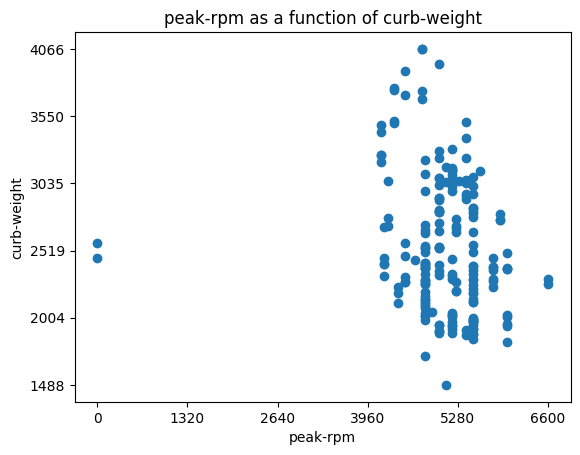 peak-rpm as a function of curb-weight
4066
3550
3035
2519
2004
1488
curb-weight
0 1320 2640 3960 5280 6600
peak-rpm